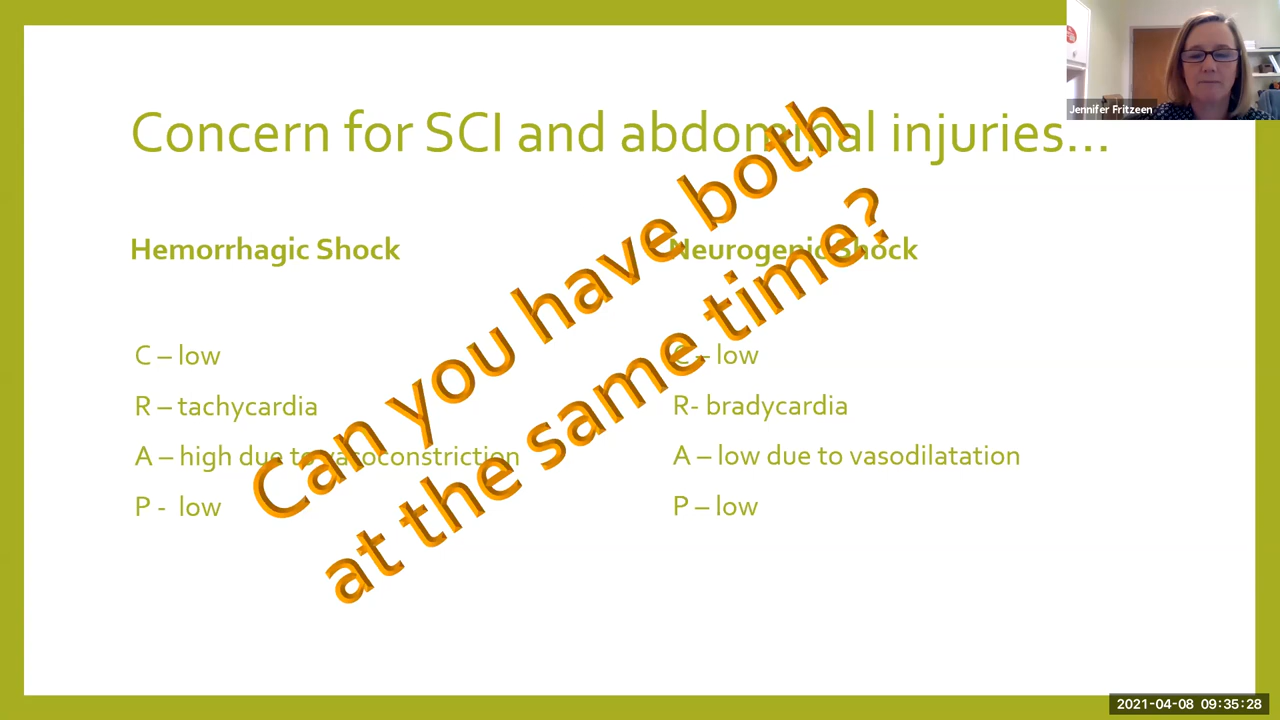 Jennifer Fritzeen
Concern for SCI and abdominal injuries...
Can you have both
at the same time?
Hemorrhagic Shock
C – low
R – tachycardia
A – high due to vasoconstriction
P -  low
Neurogenic Shock
C – low
R- bradycardia
A – low due to vasodilatation
P – low
2021-04-08 09:35:28